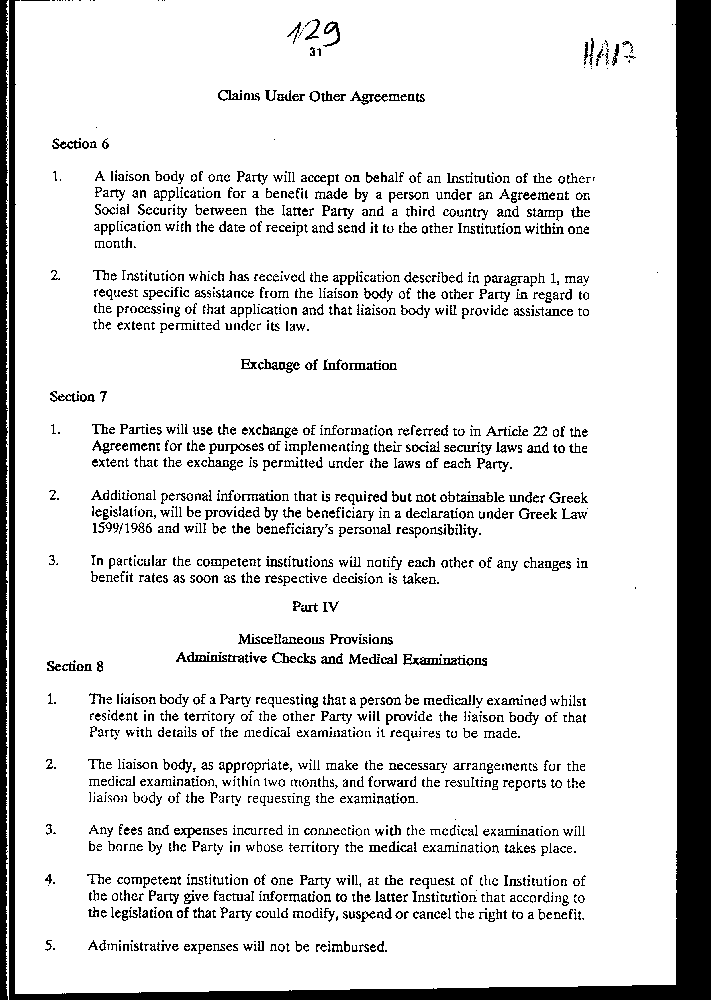 129
31
HA17
Claims Under Other Agreements
Section 6
1. A liaison body of one Party will accept on behalf of an Institution of the other
Party an application for a benefit made by a person under an Agreement on
Social Security between the latter Party and a third country and stamp the
application with the date of receipt and send it to the other Institution within one
month.
2. The Institution which has received the application described in paragraph 1, may
request specific assistance from the liaison body of the other Party in regard to
the processing of that application and that liaison body will provide assistance to
the extent permitted under its law.
Exchange of Information
Section 7
1. The Parties will use the exchange of information referred to in Article 22 of the
Agreement for the purposes of implementing their social security laws and to the
extent that the exchange is permitted under the laws of each Party.
2. Additional personal information that is required but not obtainable under Greek
legislation, will be provided by the beneficiary in a declaration under Greek Law
1599/1986 and will be the beneficiary's personal responsibility.
3. In particular the competent institutions will notify each other of any changes in
benefit rates as soon as the respective decision is taken.
Part IV
Miscellaneous Provisions
Administrative Checks and Medical Examinations
Section 8
1. The liaison body of a Party requesting that a person be medically examined whilst
resident in the territory of the other Party will provide the liaison body of that
Party with details of the medical examination it requires to be made.
2. The liaison body, as appropriate, will make the necessary arrangements for the
medical examination, within two months, and forward the resulting reports to the
liaison body of the Party requesting the examination.
3. Any fees and expenses incurred in connection with the medical examination will
be borne by the Party in whose territory the medical examination takes place.
4. The competent institution of one Party will, at the request of the Institution of
the other Party give factual information to the latter Institution that according to
the legislation of that Party could modify, suspend or cancel the right to a benefit.
5. Administrative expenses will not be reimbursed.